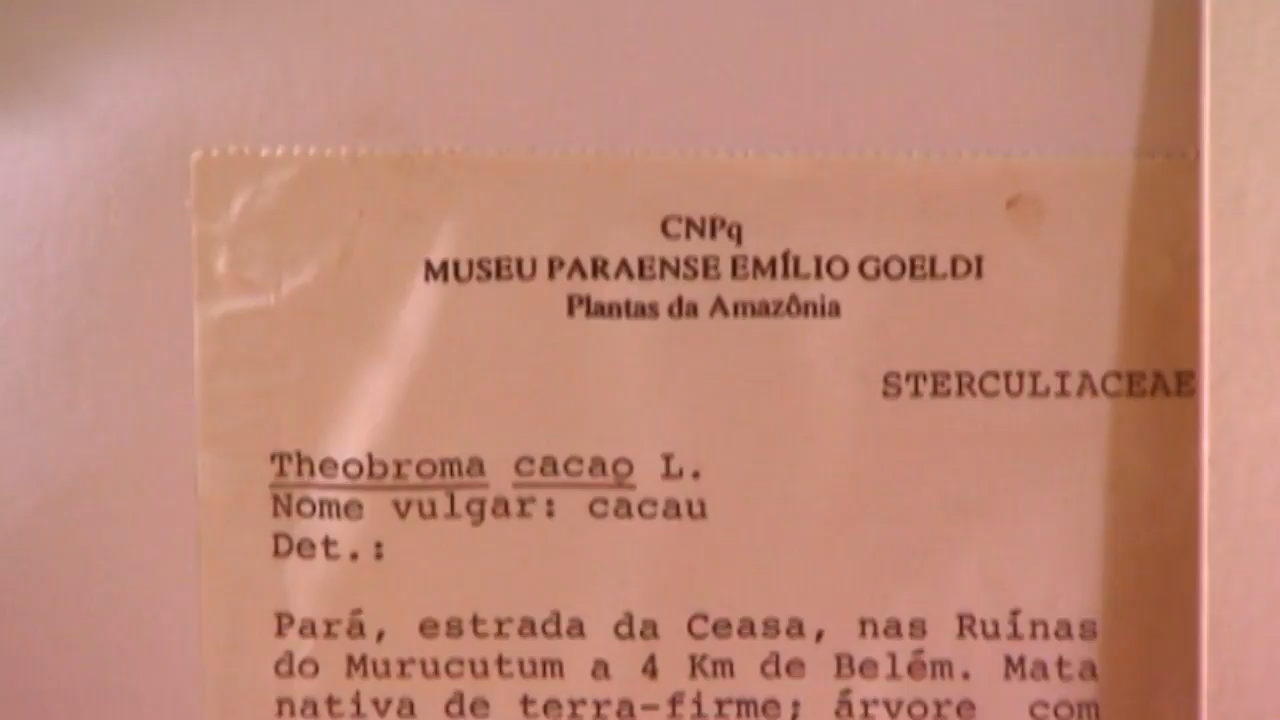 CNPq
MUSEU PARAENSE EMÍLIO GOELDI
Plantas da Amazônia
STERCULIACEAE
Theobroma cacao L.
Nome vulgar: cacau
Det.:
Pará, estrada da Ceasa, nas Ruínas
do Murucutum a 4 Km de Belém. Mata
nativa de terra-firme; árvore com